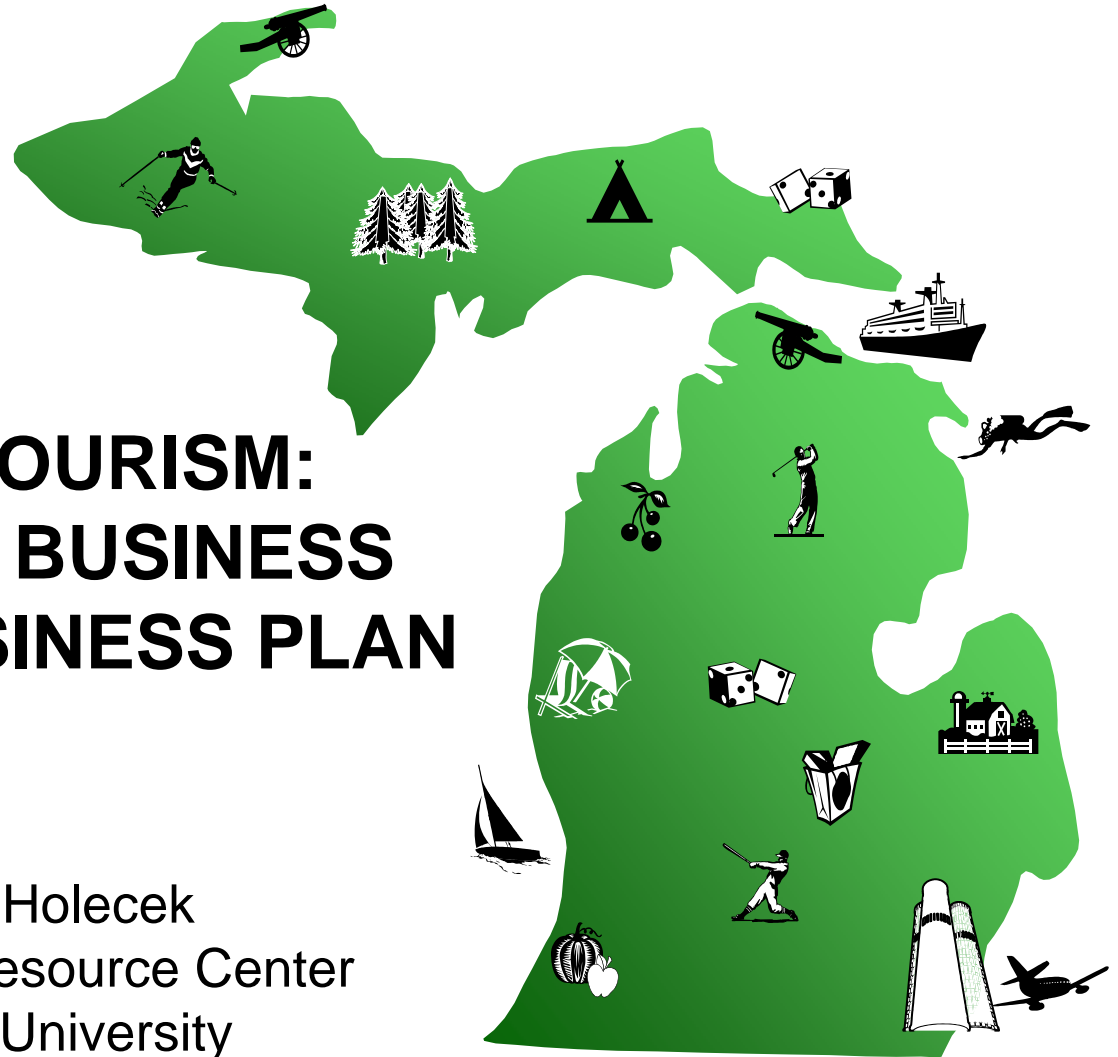 OURISM:
BUSINESS
SINESS PLAN
Holecek
esource Center
University